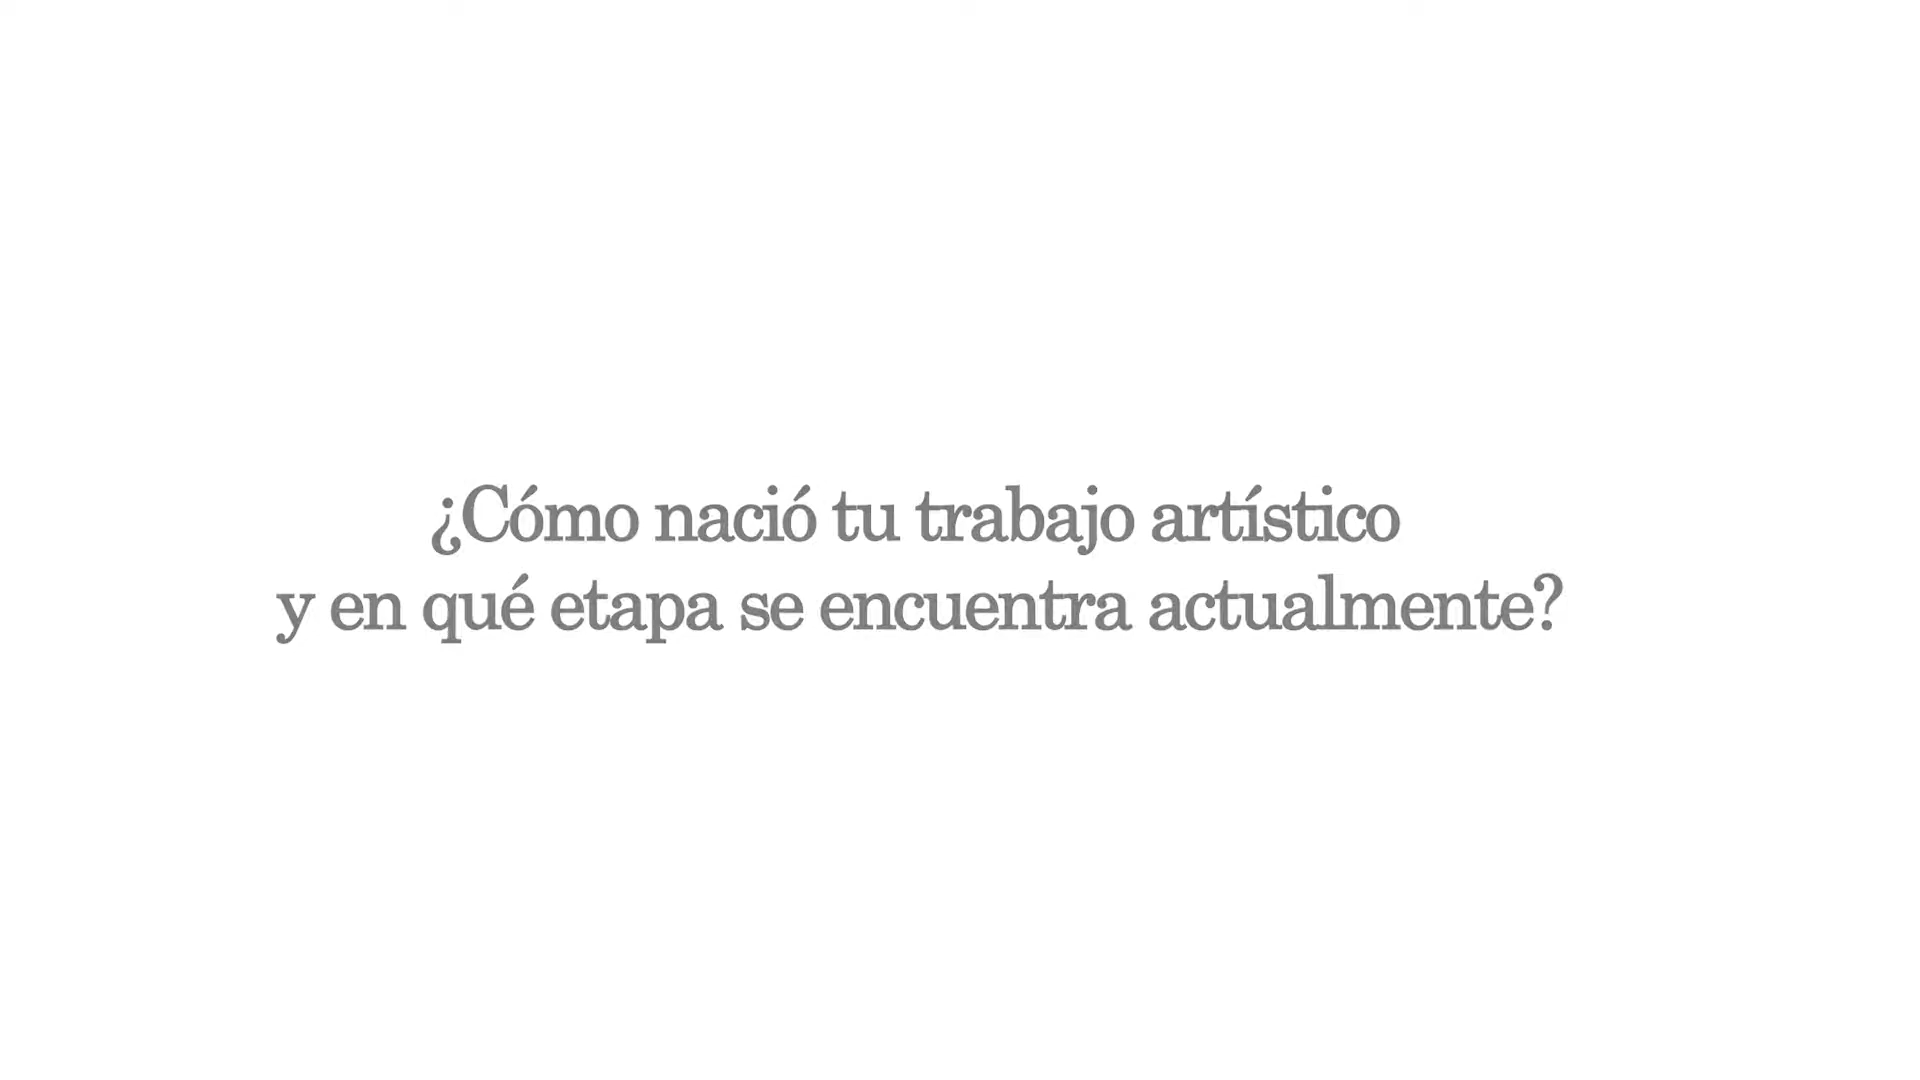 ¿Cómo nació tu trabajo artístico
y en qué etapa se encuentra actualmente?